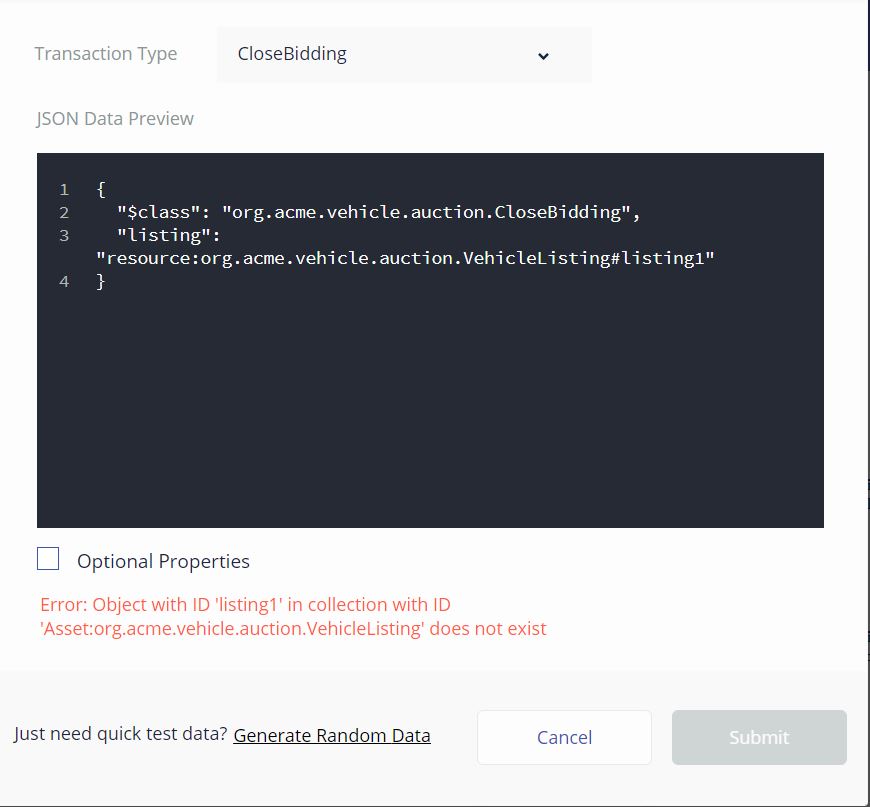 Transaction Type
CloseBidding
JSON Data Preview
1 {
2 "$class": "org.acme.vehicle.auction.CloseBidding",
3 "listing":
"resource:org.acme.vehicle.auction.VehicleListing#listing1"
4 }
Optional Properties
Error: Object with ID 'listing1' in collection with ID
'Asset:org.acme.vehicle.auction.VehicleListing' does not exist
Just need quick test data? Generate Random Data
Cancel
Submit